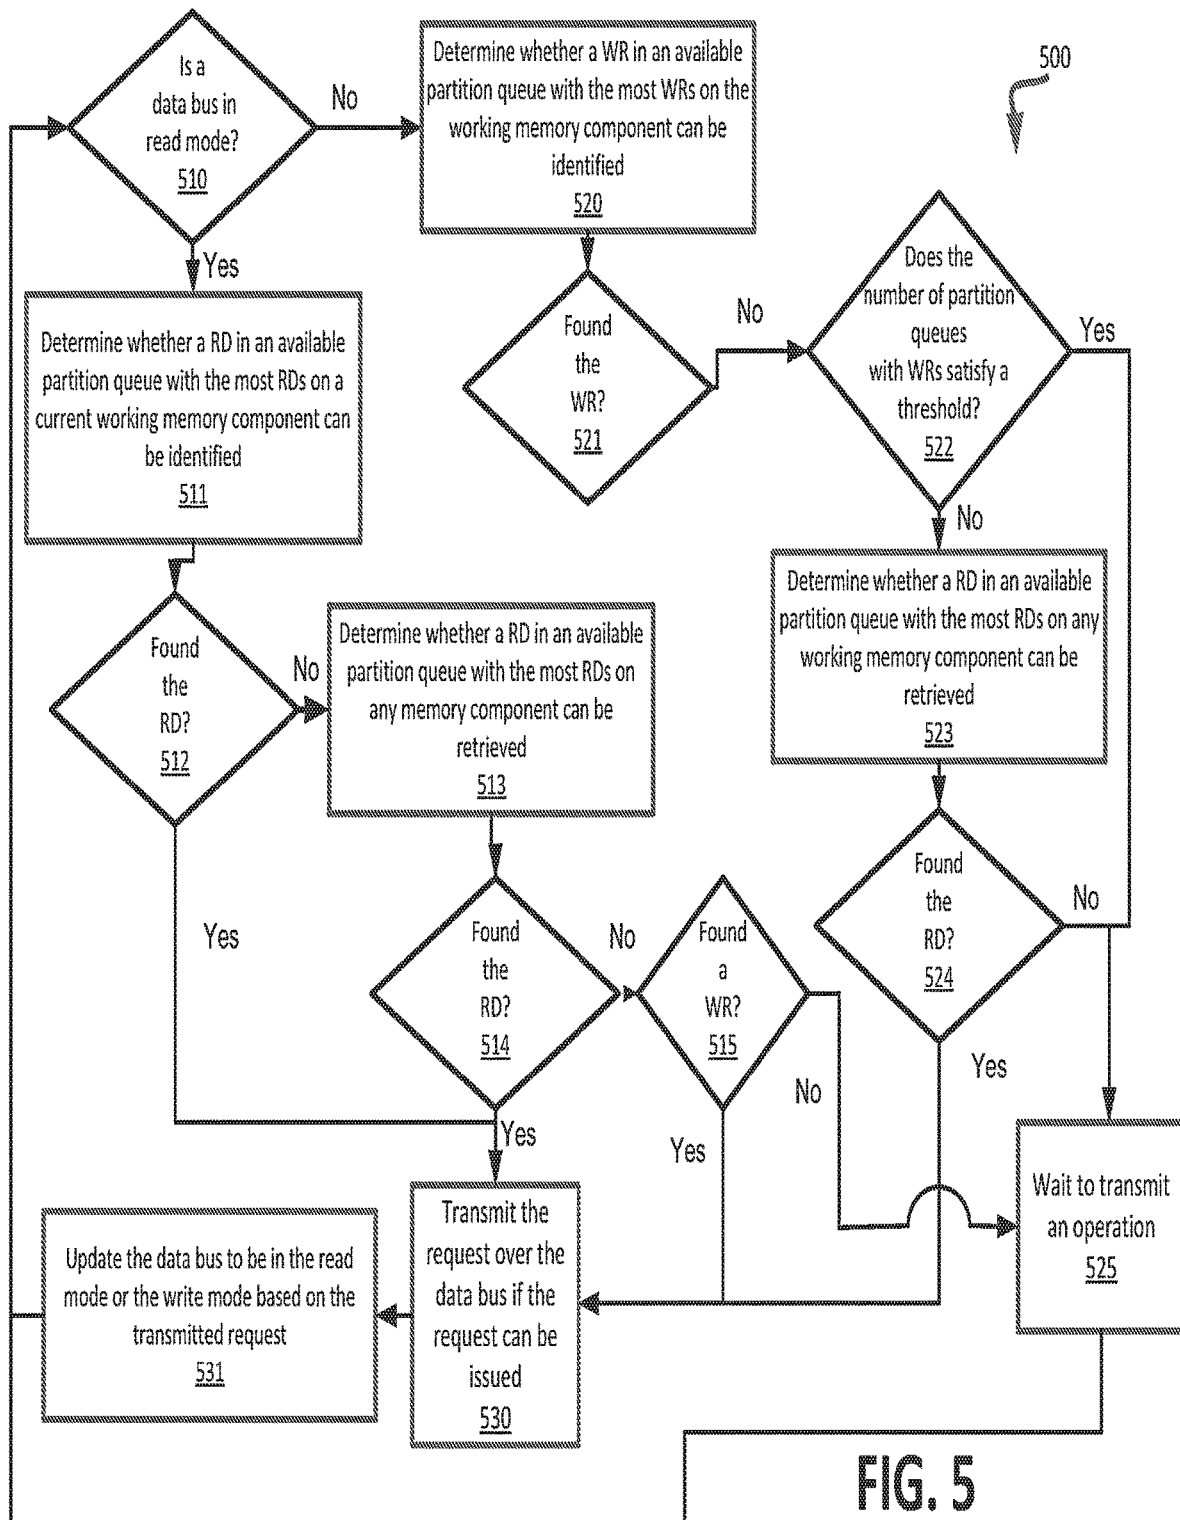 Is a
data bus in
read mode?
510
No
Yes
Determine whether a WR in an available
partition queue with the most WRs on the
working memory component can be
identified
520
500
Determine whether a RD in an available
partition queue with the most RDs on a
current working memory component can
be identified
511
Found
the
WR?
521
No
Does the
number of partition
queues
with WRs satisfy a
threshold?
522
Yes
No
Found
the
RD?
512
No
Yes
Determine whether a RD in an available
partition queue with the most RDs on
any memory component can be
retrieved
513
Determine whether a RD in an available
partition queue with the most RDs on any
working memory component can be
retrieved
523
Found
the
RD?
514
No
Yes
Found
a
WR?
515
No
Yes
Found
the
RD?
524
No
Yes
Update the data bus to be in the read
mode or the write mode based on the
transmitted request
531
Transmit the
request over the
data bus if the
request can be
issued
530
Wait to transmit
an operation
525
FIG. 5